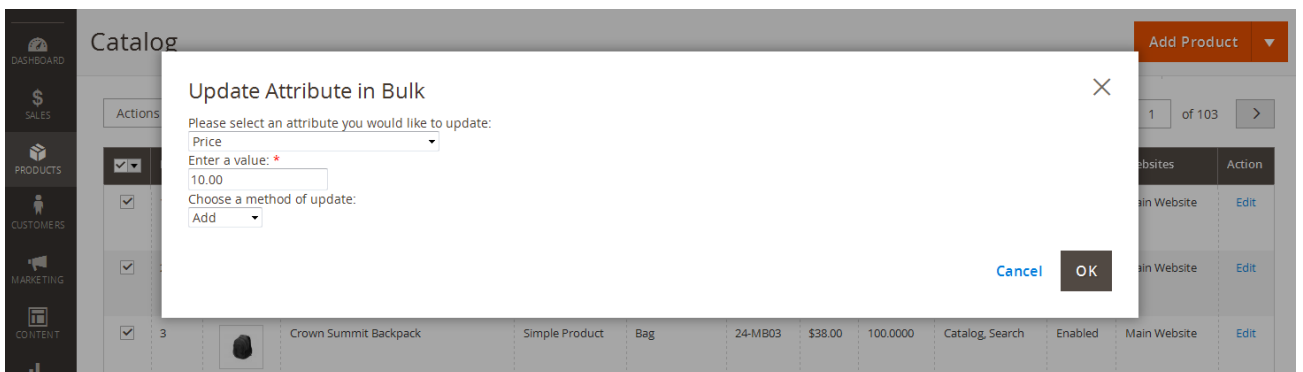 Catalog
Add Product
DASHBOARD
Update Attribute in Bulk
SALES
Actions
Please select an attribute you would like to update:
1 of 103
Price
Enter a value: *
PRODUCTS
ebsites Action
10.00
Choose a method of update:
ain Website Edit
Add
CUSTOMERS
ain Website Edit
MARKETING
Cancel OK
CONTENT
3 Crown Summit Backpack Simple Product Bag 24-MB03 $38.00 100.0000 Catalog, Search Enabled Main Website Edit